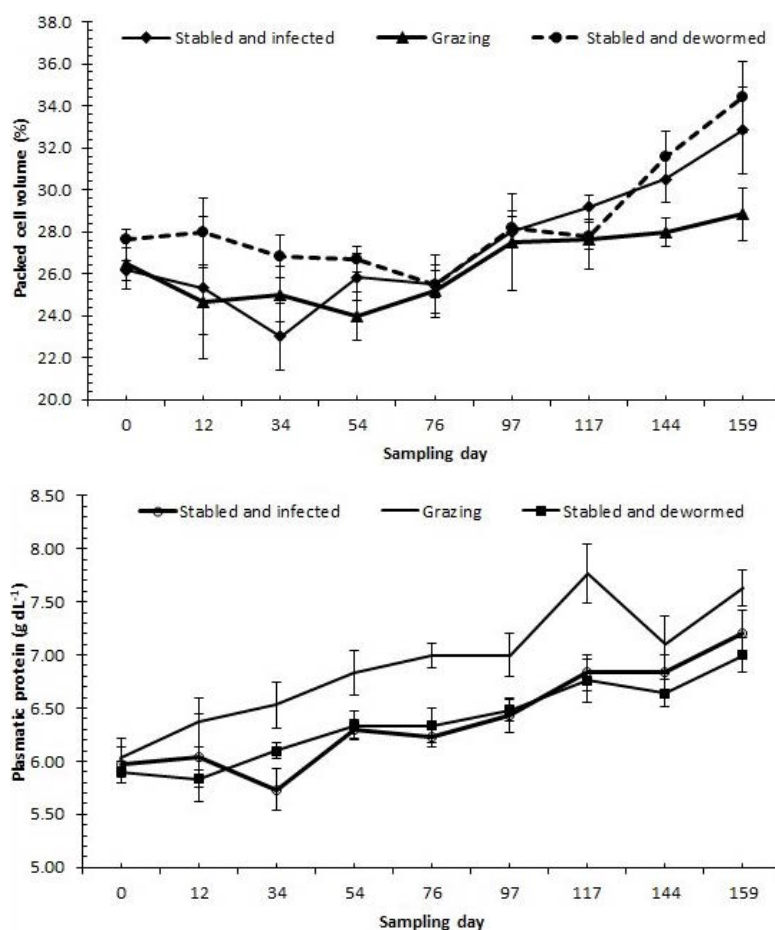 38.0
Stabled and infected Grazing Stabled and dewormed
36.0
34.0
32.0
30.0
28.0
26.0
24.0
22.0
20.0
Packed cell volume (%)
0 12 34 54 76 97 117 144 159
Sampling day
8.50
Stabled and infected Grazing Stabled and dewormed
8.00
7.50
7.00
6.50
6.00
5.50
5.00
Plasmatic protein (g dL⁻¹)
0 12 34 54 76 97 117 144 159
Sampling day